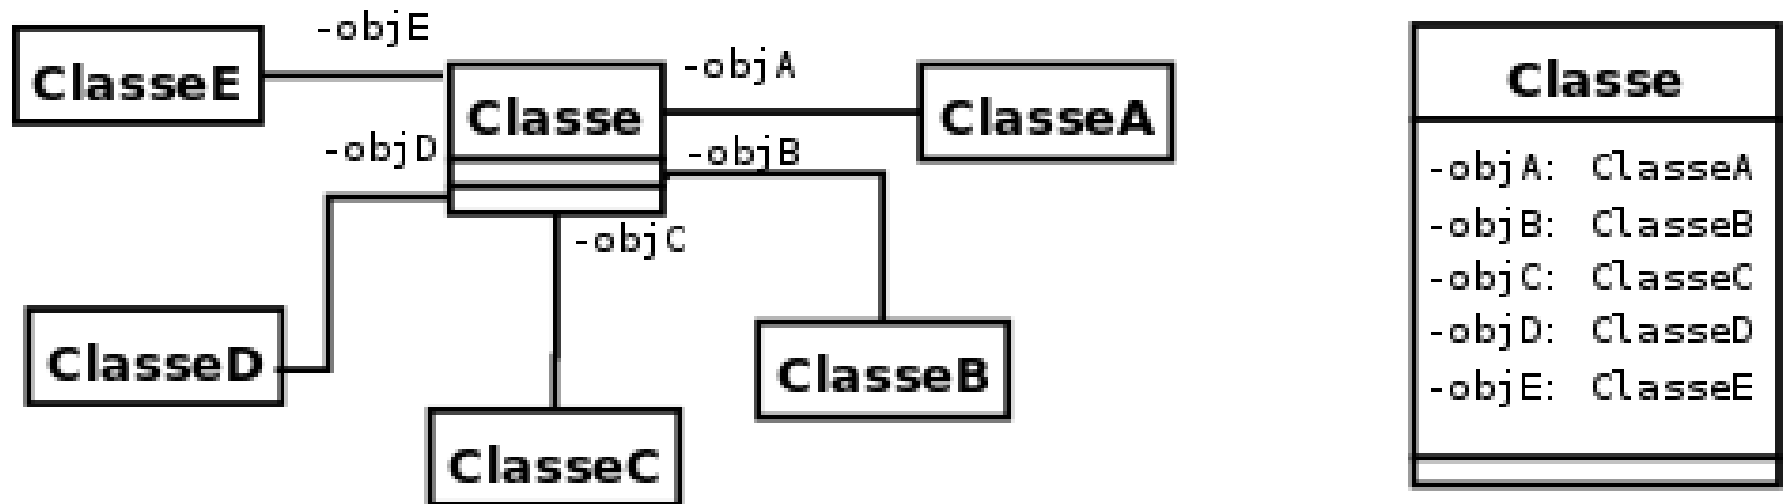 -objE
ClasseE
Classe
-objA
ClasseA
-objD
-objB
-objC
ClasseD
ClasseB
ClasseC
Classe
-objA: ClasseA
-objB: ClasseB
-objC: ClasseC
-objD: ClasseD
-objE: ClasseE